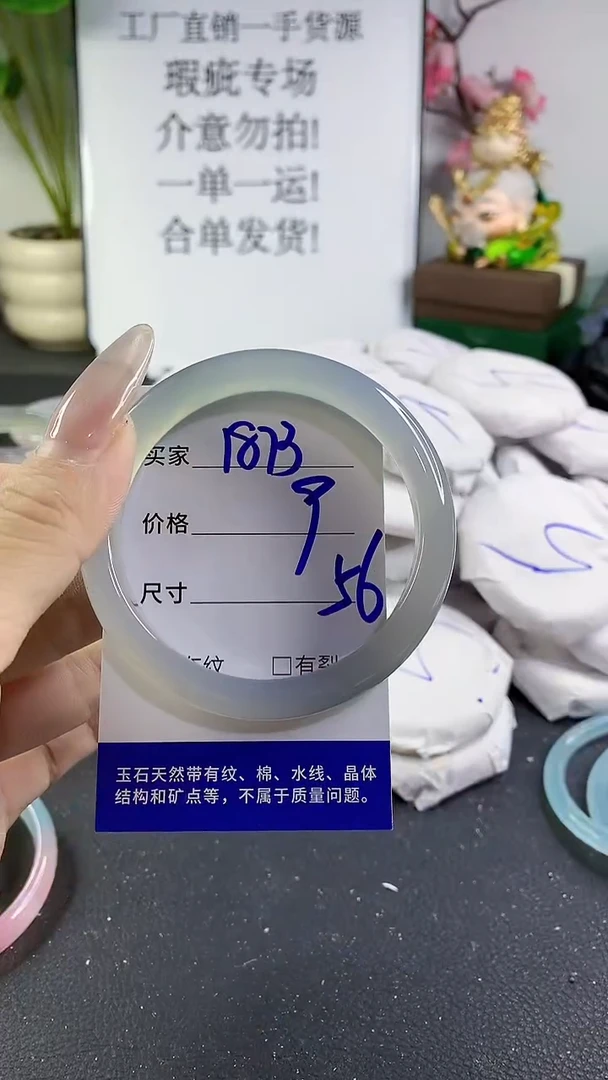 工厂直销一手货源
瑕疵专场
介意勿拍!
一单一运!
合单发货!
买家 1873
价格 9
尺寸 56
纹 □有裂
玉石天然带有纹、棉、水线、晶体
结构和矿点等，不属于质量问题。